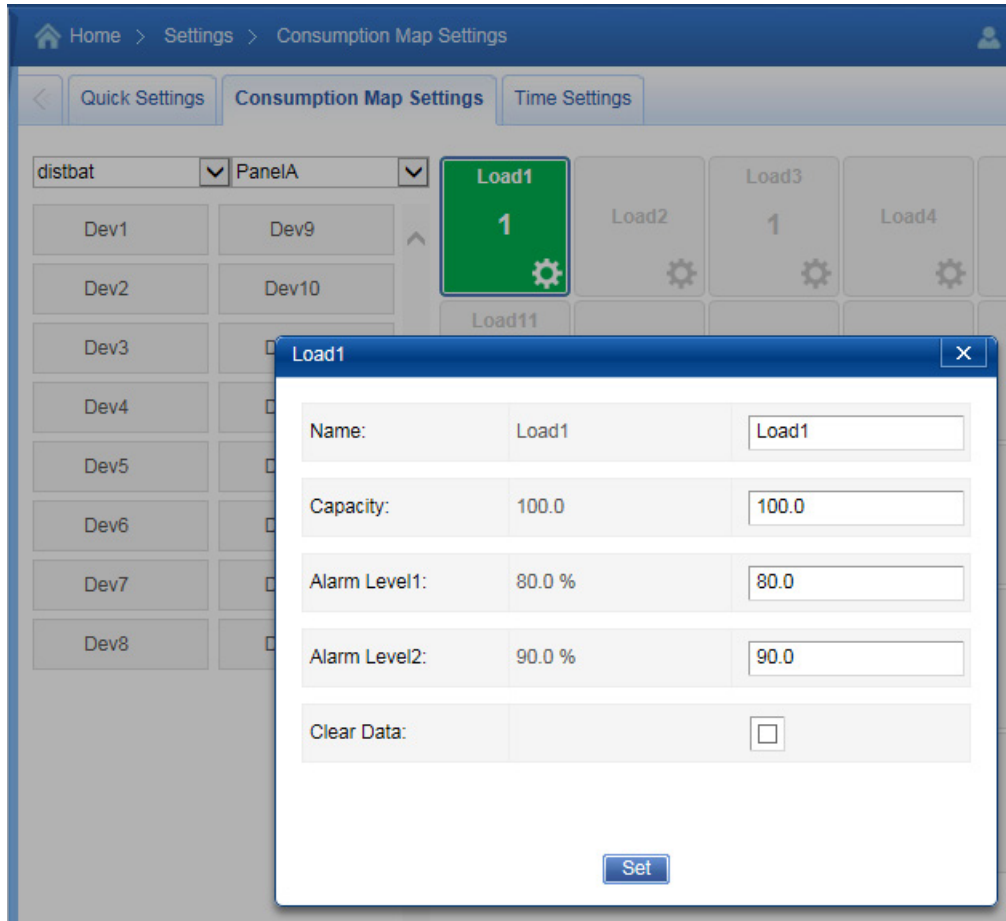 Home > Settings > Consumption Map Settings
Quick Settings Consumption Map Settings Time Settings
distbat PanelA
Dev1 Dev9
Dev2 Dev10
Dev3 D
Dev4 D
Dev5 D
Dev6 D
Dev7 D
Dev8 D
Load1 Load2 Load3 Load4
1 1
Load11
Load1
Name: Load1 Load1
Capacity: 100.0 100.0
Alarm Level1: 80.0 % 80.0
Alarm Level2: 90.0 % 90.0
Clear Data:
Set